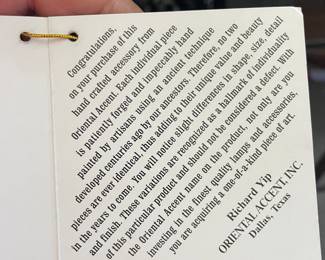 Congratulations,
on your purchase of this
hand crafted accessory from
Oriental Accent. Each individual piece
is patiently forged and impeccably hand
painted by artisans using an ancient technique
developed centuries ago by our ancestors. Therefore, no two
pieces are ever identical, thus adding to their unique value and beauty
in the years to come. You will notice slight differences in shape, size, detail
and finish. These variations are recognized as a hallmark of individuality
of this particular product and should not be considered a defect. With
the Oriental Accent name on the product, not only are you
investing in the finest quality lamps and accessories,
you are acquiring a one-of-a-kind piece of art.
Richard Yip
ORIENTAL ACCENT, INC.
Dallas, Texas